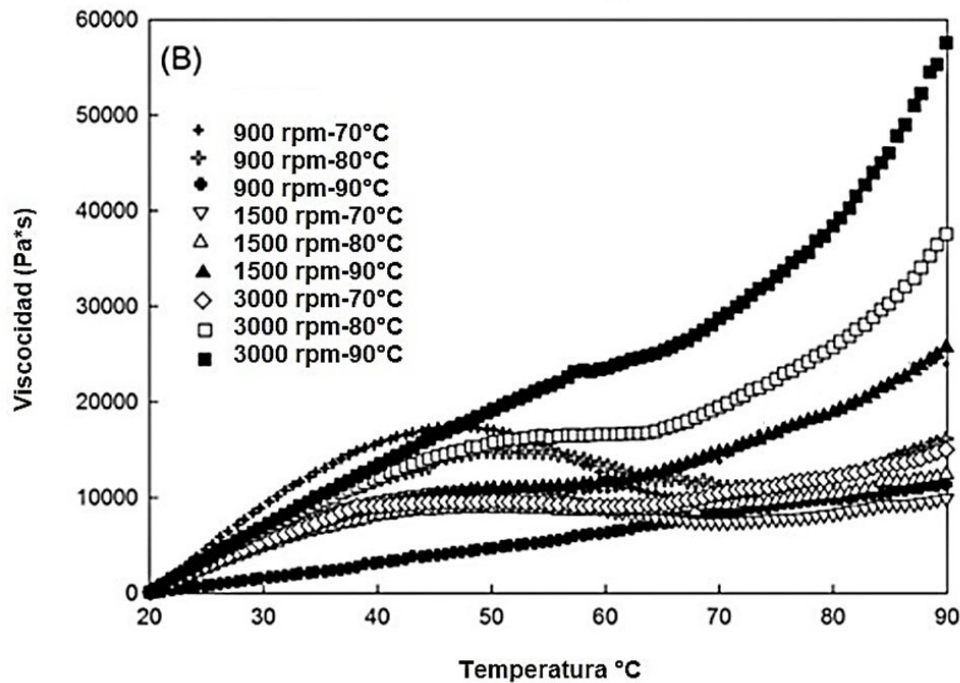 60000
(B)
50000
900 rpm-70°C
900 rpm-80°C
900 rpm-90°C
40000
1500 rpm-70°C
1500 rpm-80°C
1500 rpm-90°C
30000
3000 rpm-70°C
3000 rpm-80°C
3000 rpm-90°C
20000
10000
0
Viscocidad (Pa*s)
20 30 40 50 60 70 80 90
Temperatura °C